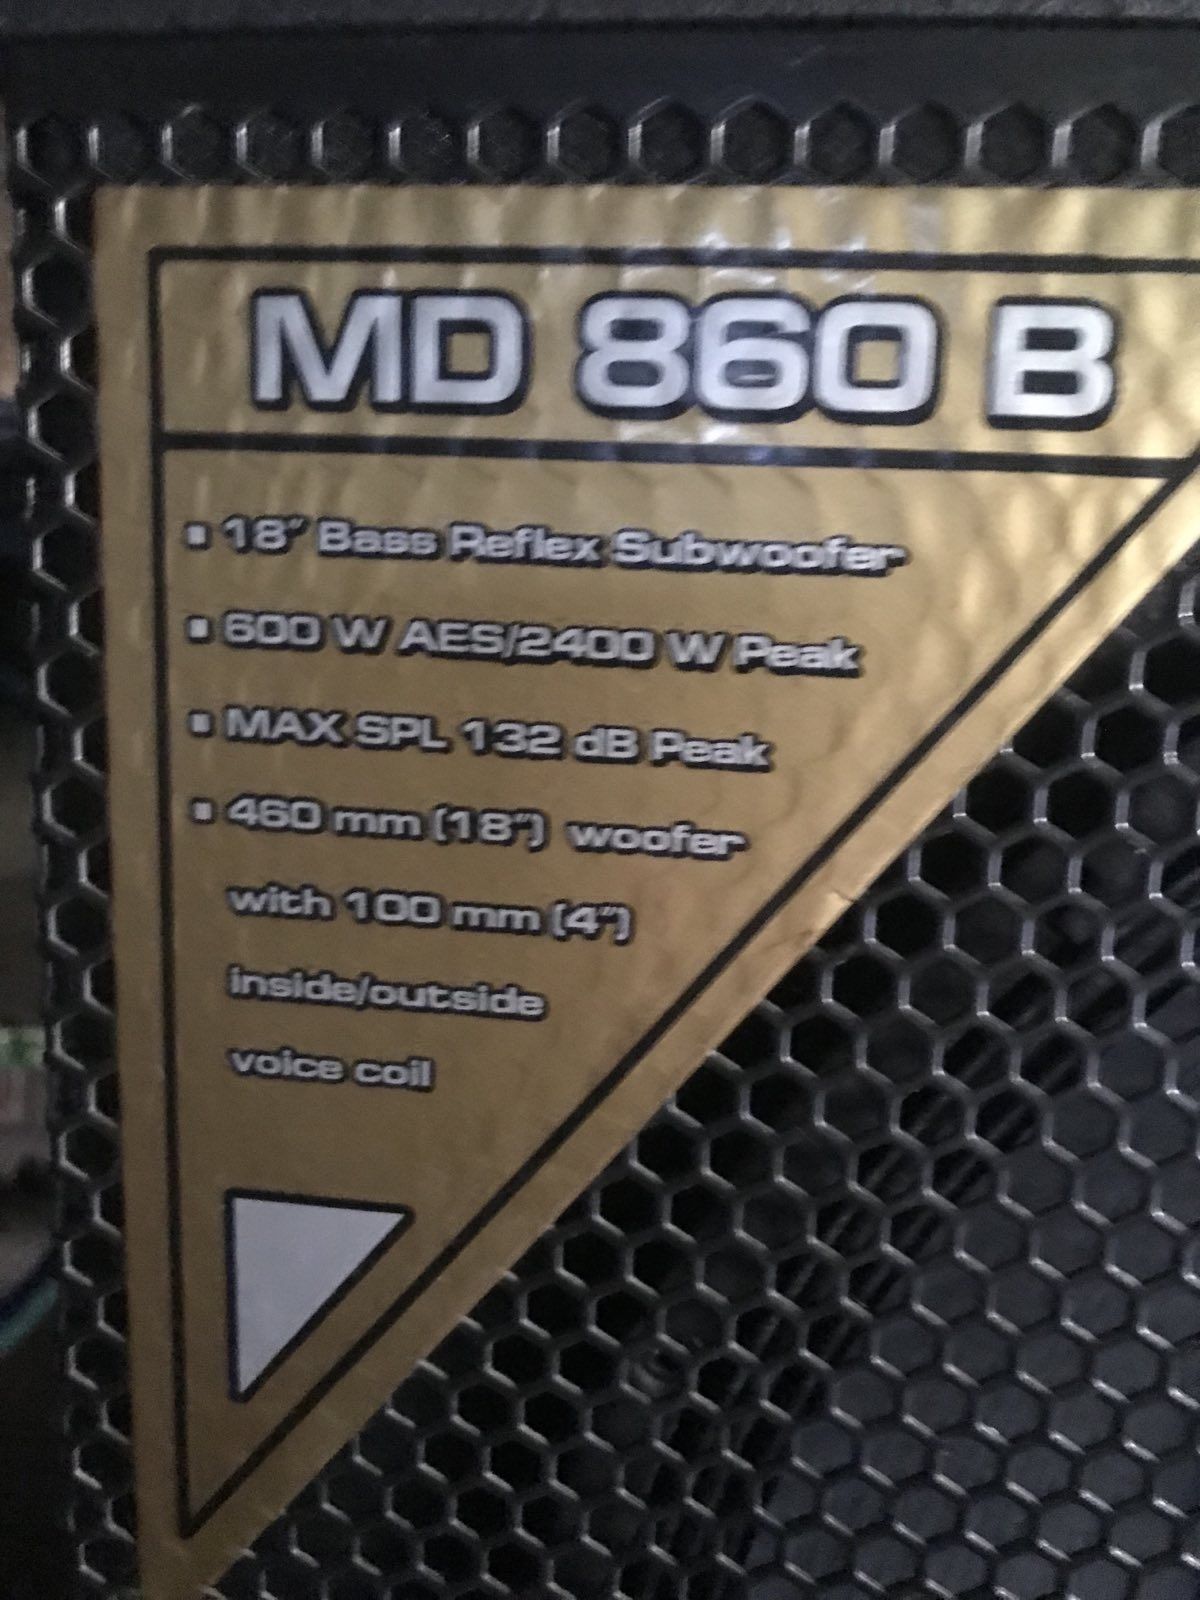 MD 860 B
▪ 18" Bass Reflex Subwoofer
▪ 600 W AES/2400 W Peak
▪ MAX SPL 132 dB Peak
▪ 460 mm (18") woofer
with 100 mm (4")
inside/outside
voice coil